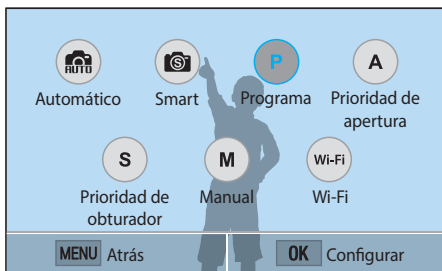 AUTO S P A
Automático Smart Programa Prioridad de
apertura
S M Wi-Fi
Prioridad de Manual Wi-Fi
obturador
MENU Atrás OK Configurar